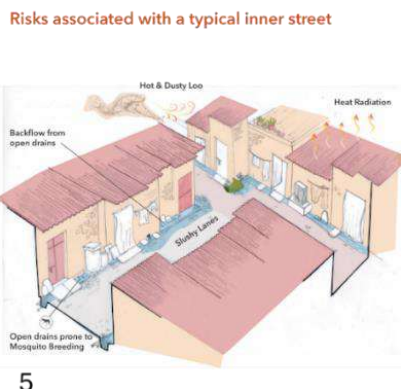 Risks associated with a typical inner street
Hot & Dusty Loo
Heat Radiation
Backflow from
open drains
Slushy Lanes
Open drains prone to
Mosquito Breeding
5